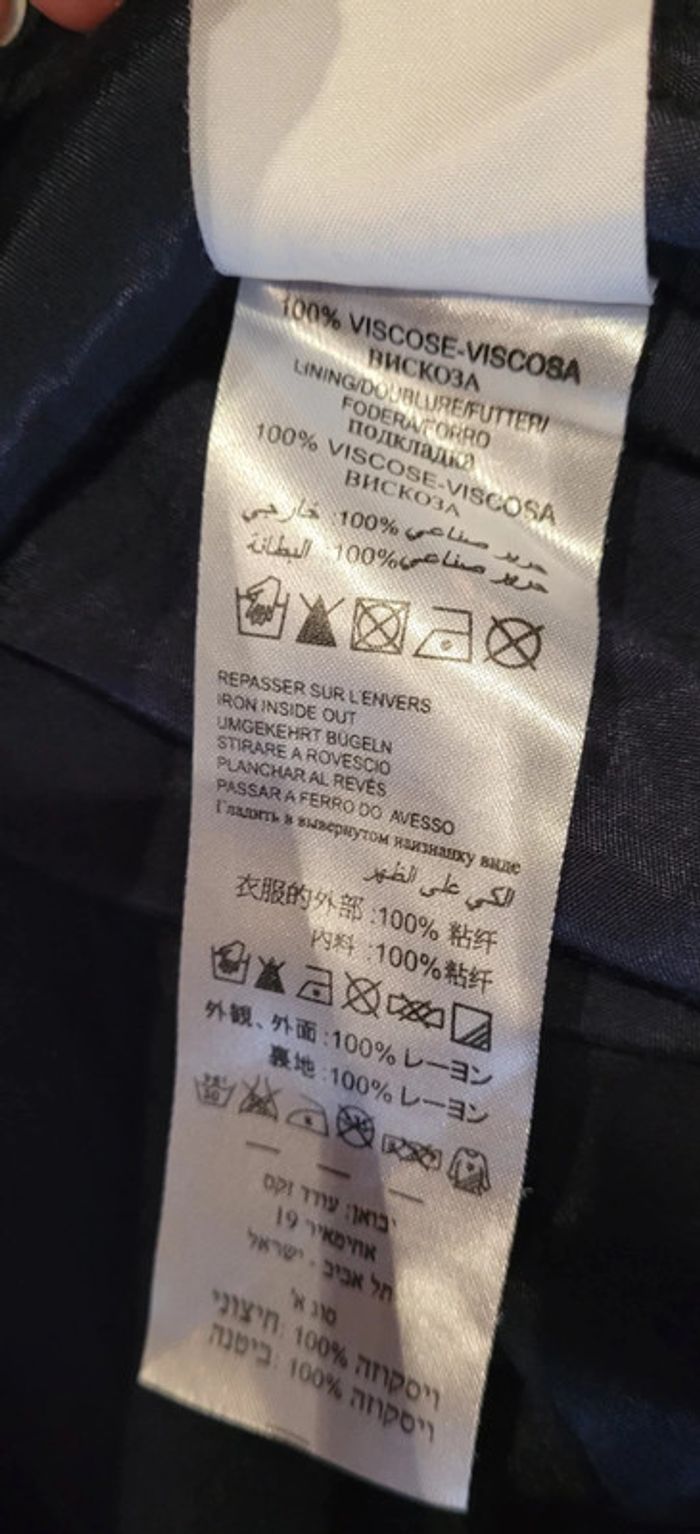 100% VISCOSE-VISCOSA
ВИСКОЗА
LINING/DOUBLURE/FUTTER/
FODERA/FORRO
ПОДКЛАДКА
100% VISCOSE-VISCOSA
ВИСКОЗА
حرير صناعي 100%: خارجي
حرير صناعي 100%: البطانة
REPASSER SUR L'ENVERS
IRON INSIDE OUT
UMGEKEHRT BÜGELN
STIRARE A ROVESCIO
PLANCHAR AL REVÉS
PASSAR A FERRO DO AVESSO
Гладить в вывернутом наизнанку виде
الكي على الظهر
衣服的外部:100% 粘纤
内料:100%粘纤
外観、外面:100% レーヨン
裏地:100% レーヨン
יבואן: עודד זקס
אחימאיר 19
תל אביב - ישראל
סוג א'
חיצוני: 100% ויסקוזה
ביטנה: 100% ויסקוזה